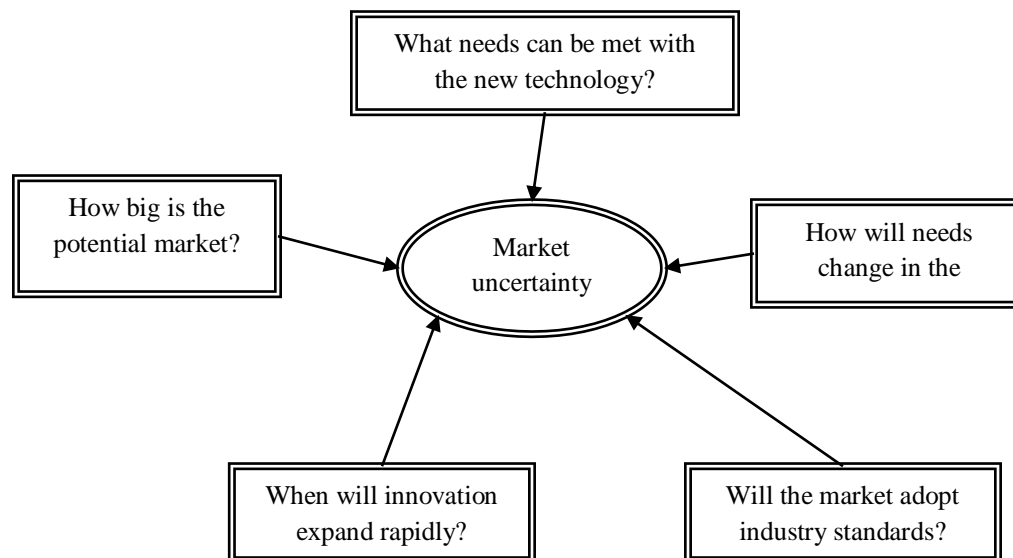 What needs can be met with
the new technology?
How big is the
potential market?
Market
uncertainty
How will needs
change in the
When will innovation
expand rapidly?
Will the market adopt
industry standards?